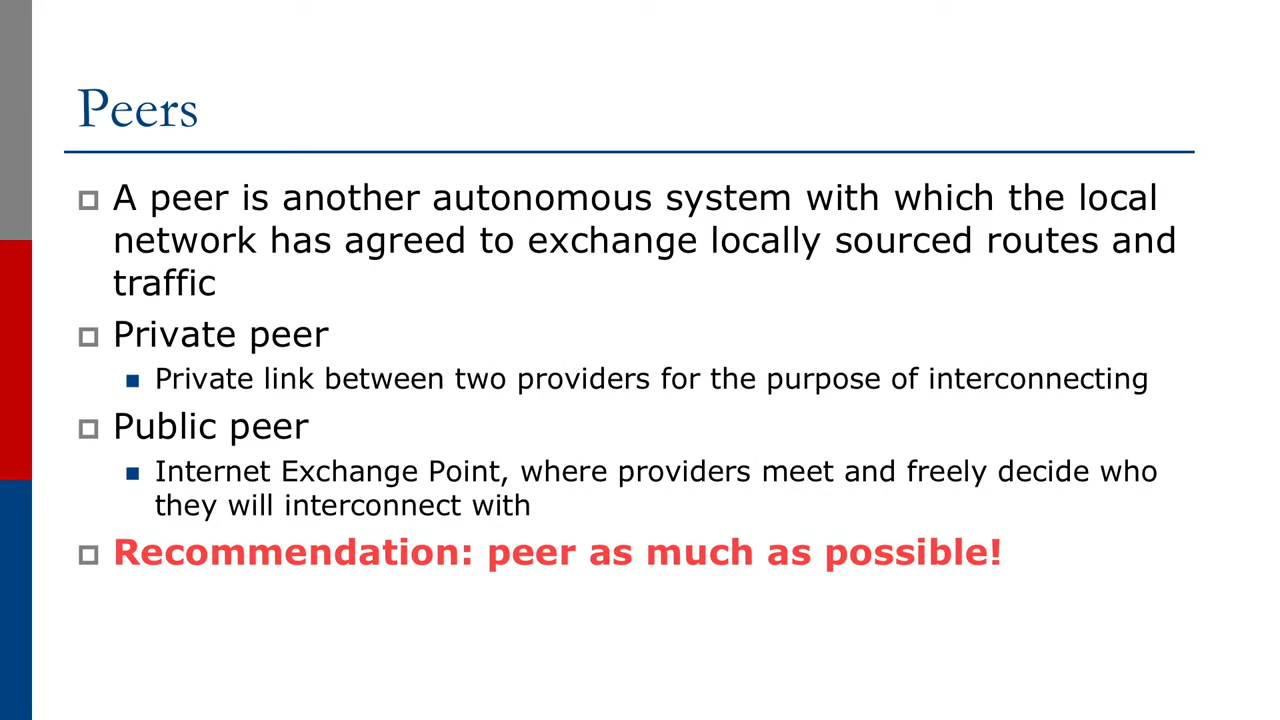 Peers
A peer is another autonomous system with which the local
network has agreed to exchange locally sourced routes and
traffic
Private peer
Private link between two providers for the purpose of interconnecting
Public peer
Internet Exchange Point, where providers meet and freely decide who
they will interconnect with
Recommendation: peer as much as possible!